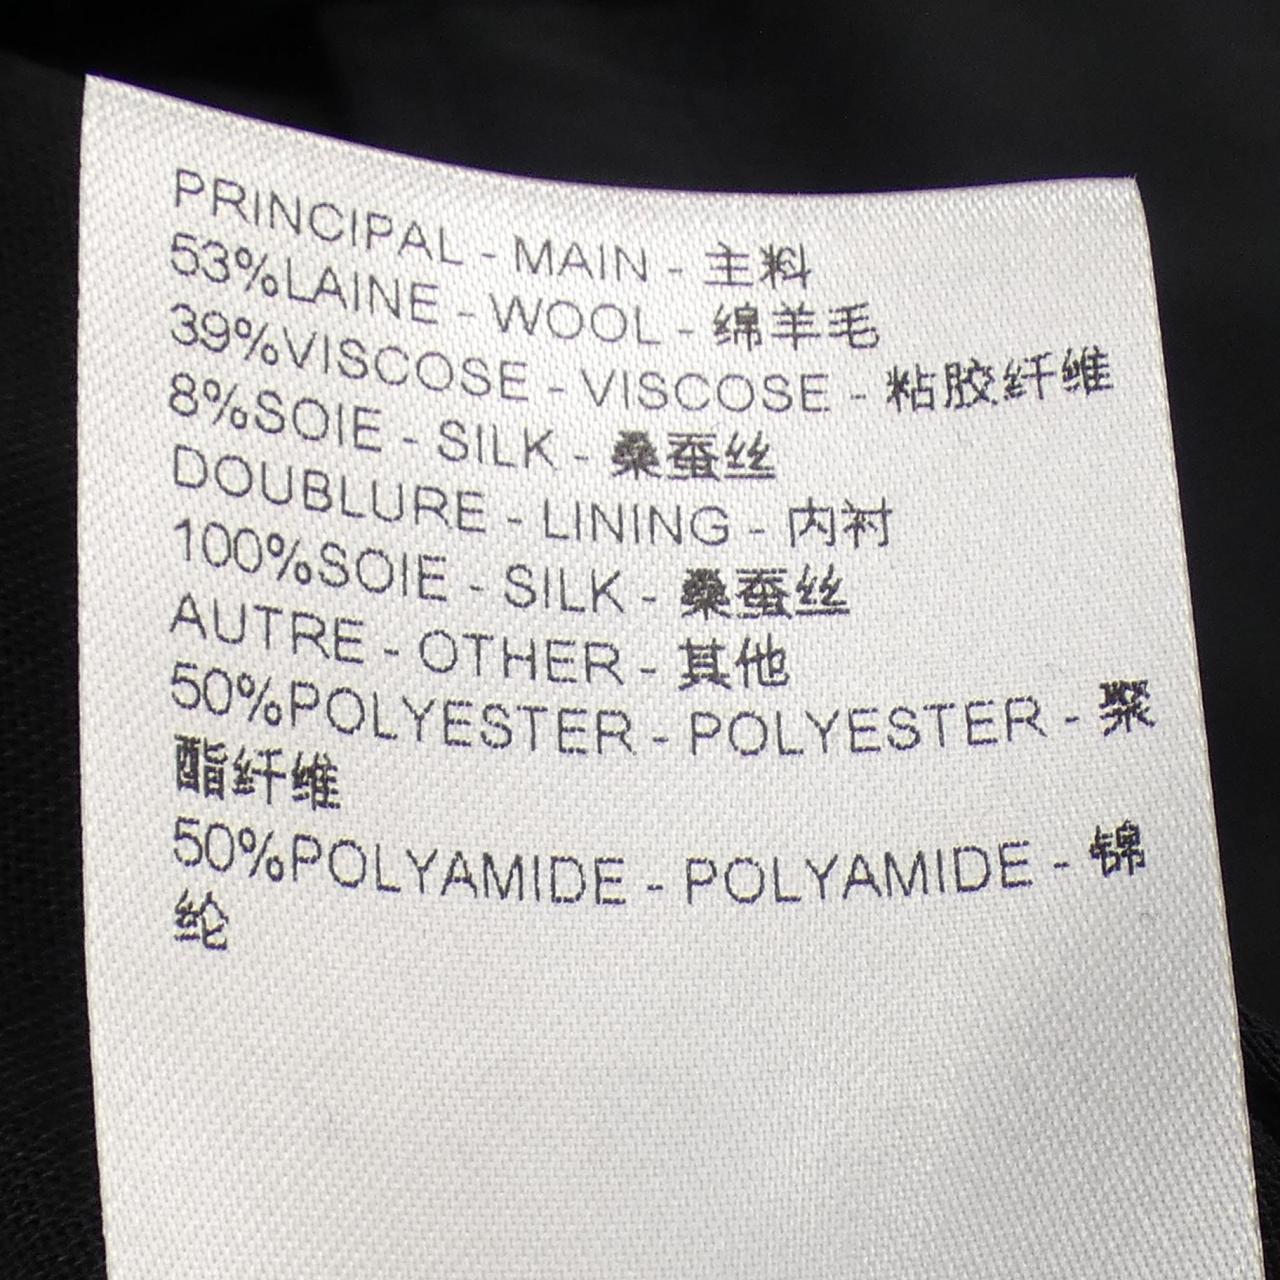 PRINCIPAL - MAIN - 主料
53%LAINE - WOOL - 绵羊毛
39%VISCOSE - VISCOSE - 粘胶纤维
8%SOIE - SILK - 桑蚕丝
DOUBLURE - LINING - 内衬
100%SOIE - SILK - 桑蚕丝
AUTRE - OTHER - 其他
50%POLYESTER - POLYESTER - 聚
酯纤维
50%POLYAMIDE - POLYAMIDE - 锦
纶